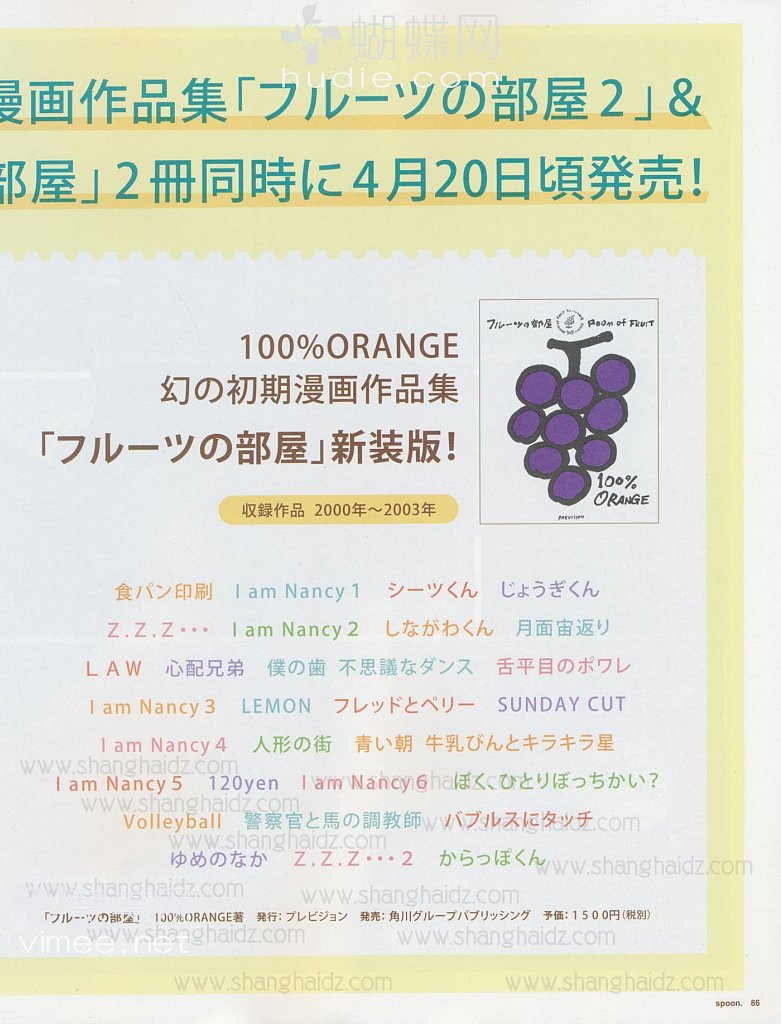 蝴蝶网
hudie.com
漫画作品集「フルーツの部屋2」&
部屋」2冊同時に4月20日頃発売!
フルーツの部屋 ROOM OF FRUIT
100%
ORANGE
PREVISION
100%ORANGE
幻の初期漫画作品集
「フルーツの部屋」新装版!
収録作品 2000年〜2003年
食パン印刷 I am Nancy 1 シーツくん じょうぎくん
Z.Z.Z・・・ I am Nancy 2 しながわくん 月面宙返り
LAW 心配兄弟 僕の歯 不思議なダンス 舌平目のポワレ
I am Nancy 3 LEMON フレッドとペリー SUNDAY CUT
I am Nancy 4 人形の街 青い朝 牛乳びんとキラキラ星
www.shanghaidz.com
www.shanghaidz.com
I am Nancy 5 120yen I am Nancy 6 ぼく、ひとりぼっちかい?
www.shanghaidz.com
Volleyball 警察官と馬の調教師 バブルスにタッチ
www.shanghaidz.com
www.shanghaidz.com
ゆめのなか Z.Z.Z・・・2 からっぽくん
www.shanghaidz.com
www.shanghaidz.com
www.shanghaidz.com
「フルーツの部屋」 100%ORANGE著 発行:プレビジョン 発売:角川グループパブリッシング 予価:1500円(税別)
www.shanghaidz.com
www.shanghaidz.com
vimee.net
www.shanghaidz.com
www.shanghaidz.com
spoon. 86